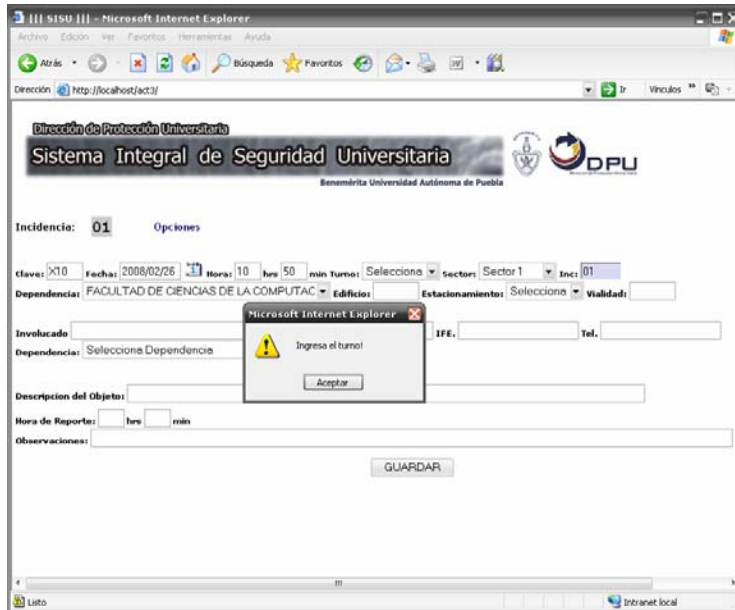 ||| SISU ||| - Microsoft Internet Explorer
Archivo Edición Ver Favoritos Herramientas Ayuda
Atrás Búsqueda Favoritos
Dirección http://localhost/act3/ Ir Vínculos »
Dirección de Protección Universitaria
Sistema Integral de Seguridad Universitaria
Benemérita Universidad Autónoma de Puebla
DPU
Incidencia: 01 Opciones
Clave: X10 Fecha: 2008/02/26 Hora: 10 hrs 50 min Turno: Selecciona Sector: Sector 1 Inc: 01
Dependencia: FACULTAD DE CIENCIAS DE LA COMPUTAC Edificio: Estacionamiento: Selecciona Vialidad:
Microsoft Internet Explorer
Ingresa el turno!
Aceptar
Involucado IFE. Tel.
Dependencia: Selecciona Dependencia
Descripcion del Objeto:
Hora de Reporte: hrs min
Observaciones:
GUARDAR
Listo Intranet local